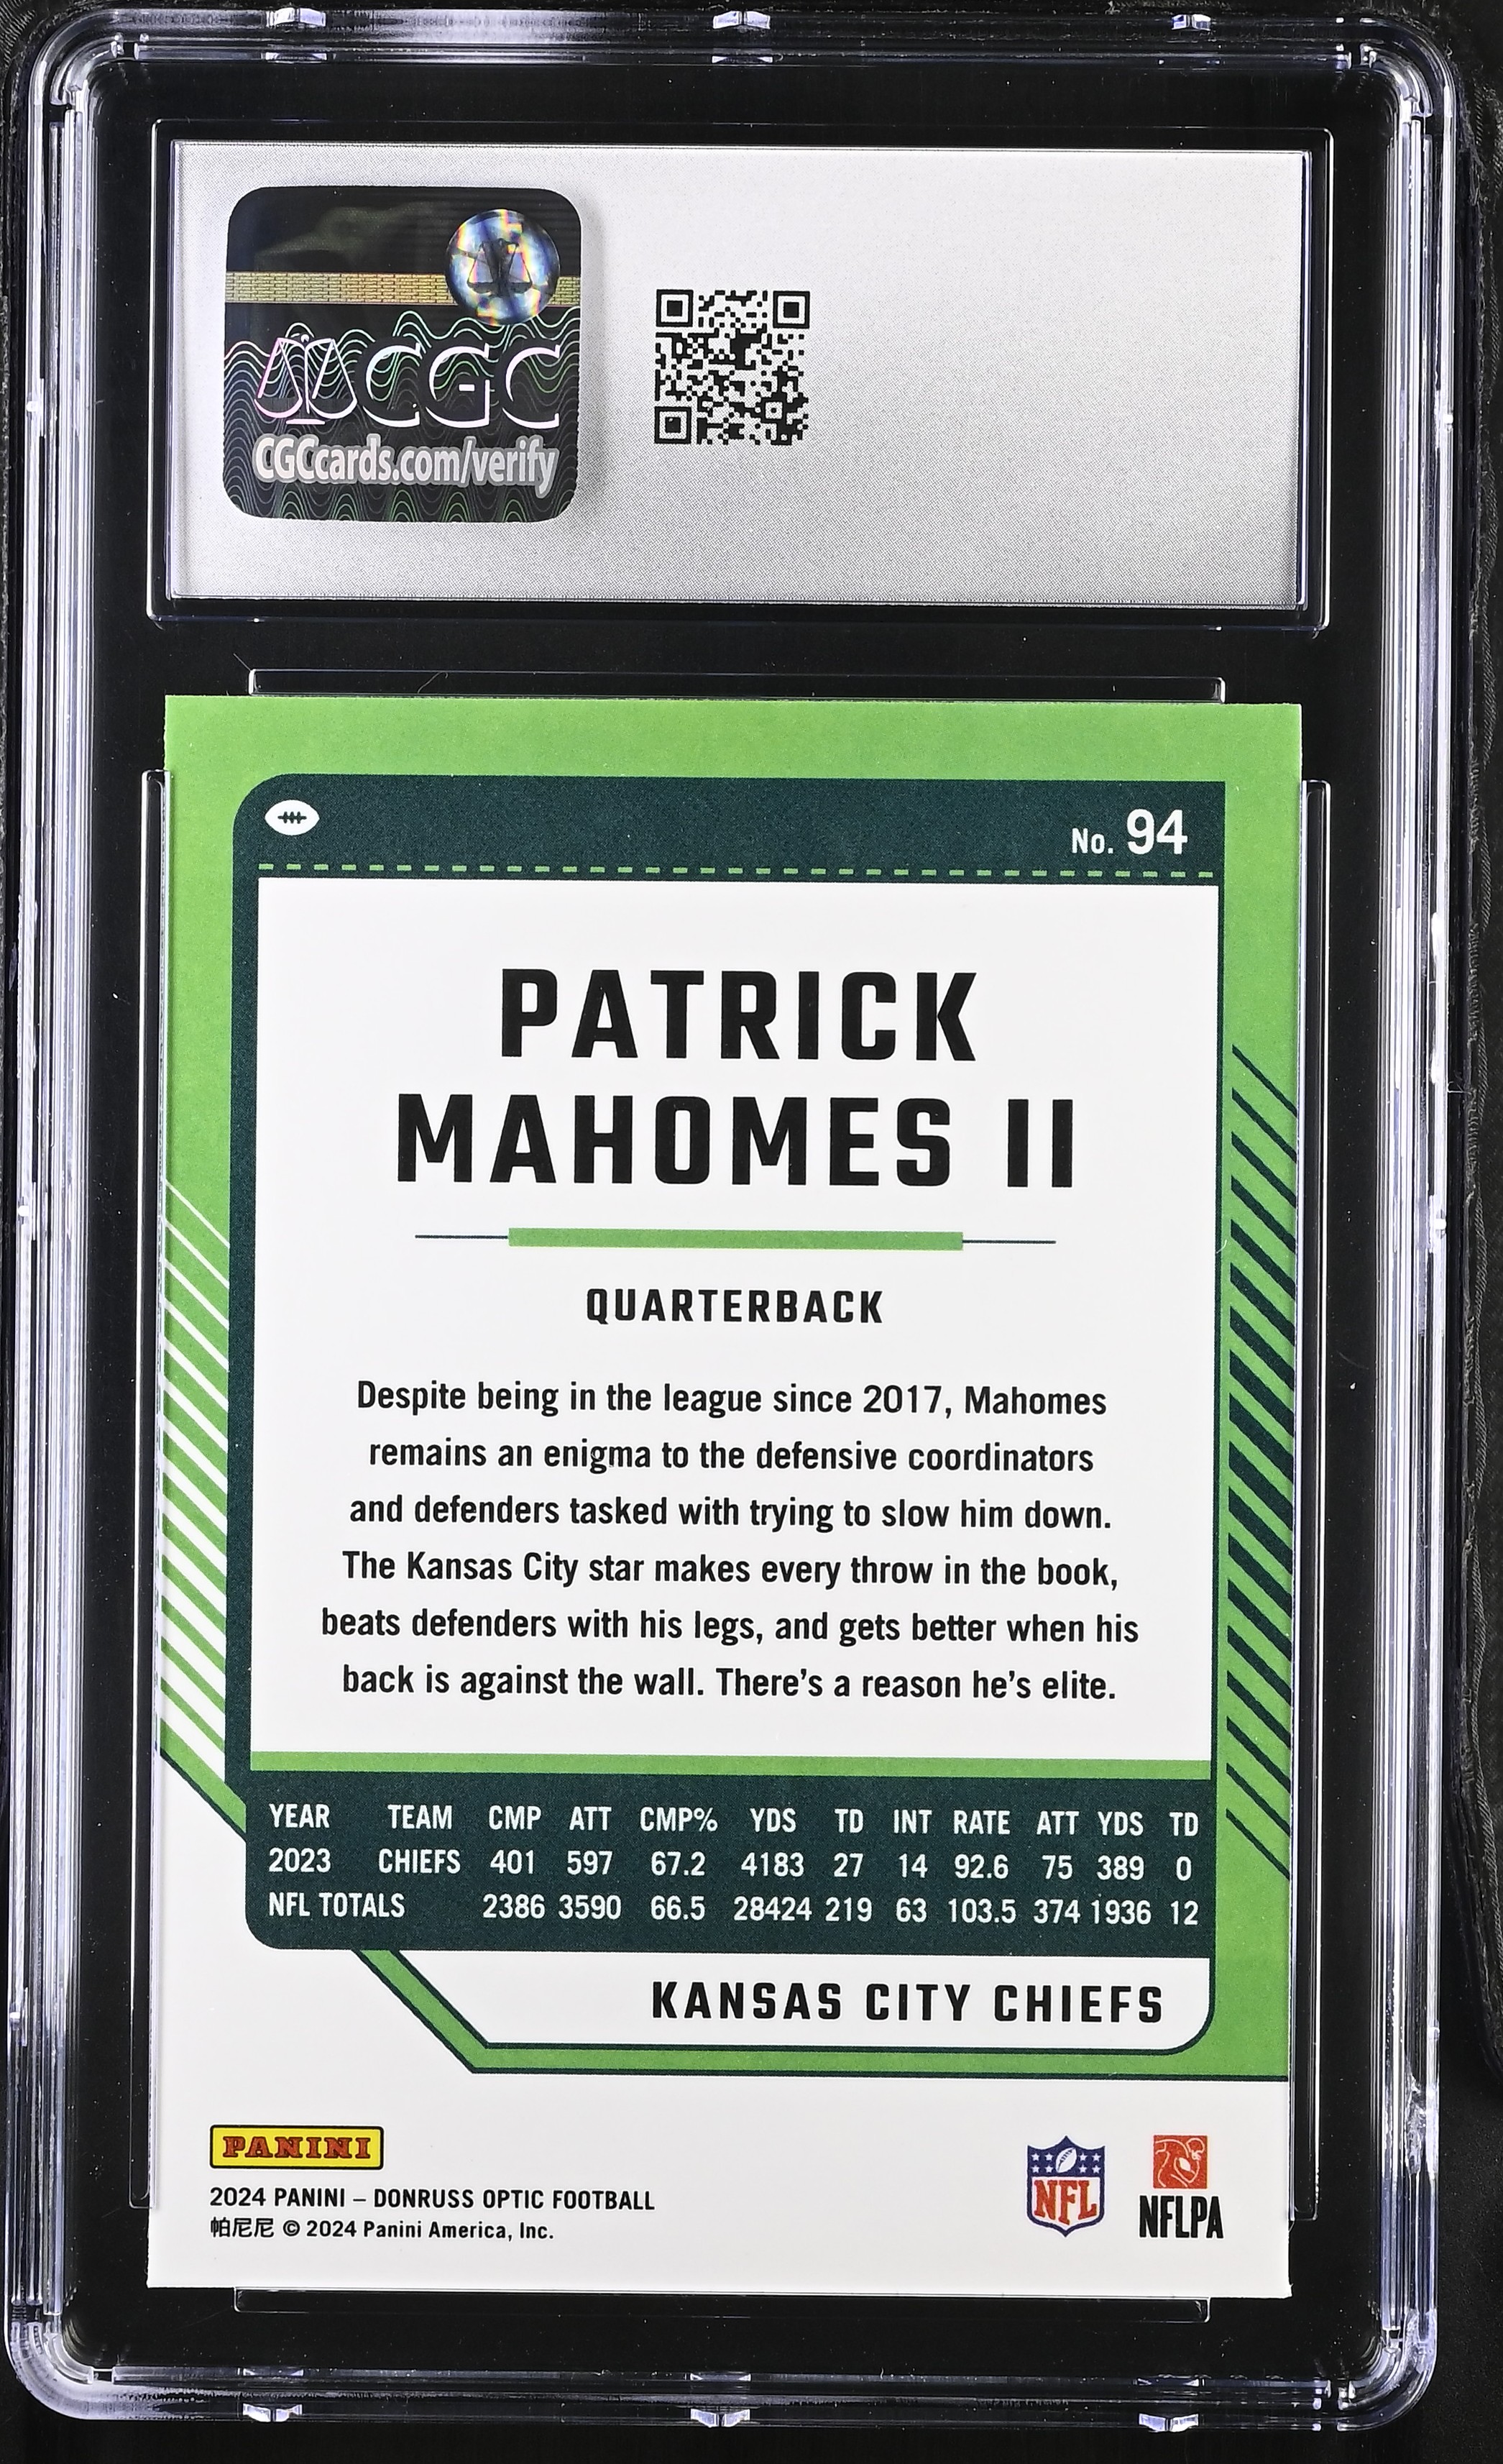 CGC
CGCcards.com/verify
No. 94
PATRICK
MAHOMES II
QUARTERBACK
Despite being in the league since 2017, Mahomes
remains an enigma to the defensive coordinators
and defenders tasked with trying to slow him down.
The Kansas City star makes every throw in the book,
beats defenders with his legs, and gets better when his
back is against the wall. There's a reason he's elite.
YEAR TEAM CMP ATT CMP% YDS TD INT RATE ATT YDS TD
2023 CHIEFS 401 597 67.2 4183 27 14 92.6 75 389 0
NFL TOTALS 2386 3590 66.5 28424 219 63 103.5 374 1936 12
KANSAS CITY CHIEFS
PANINI
2024 PANINI – DONRUSS OPTIC FOOTBALL
帕尼尼 © 2024 Panini America, Inc.
NFL
NFLPA